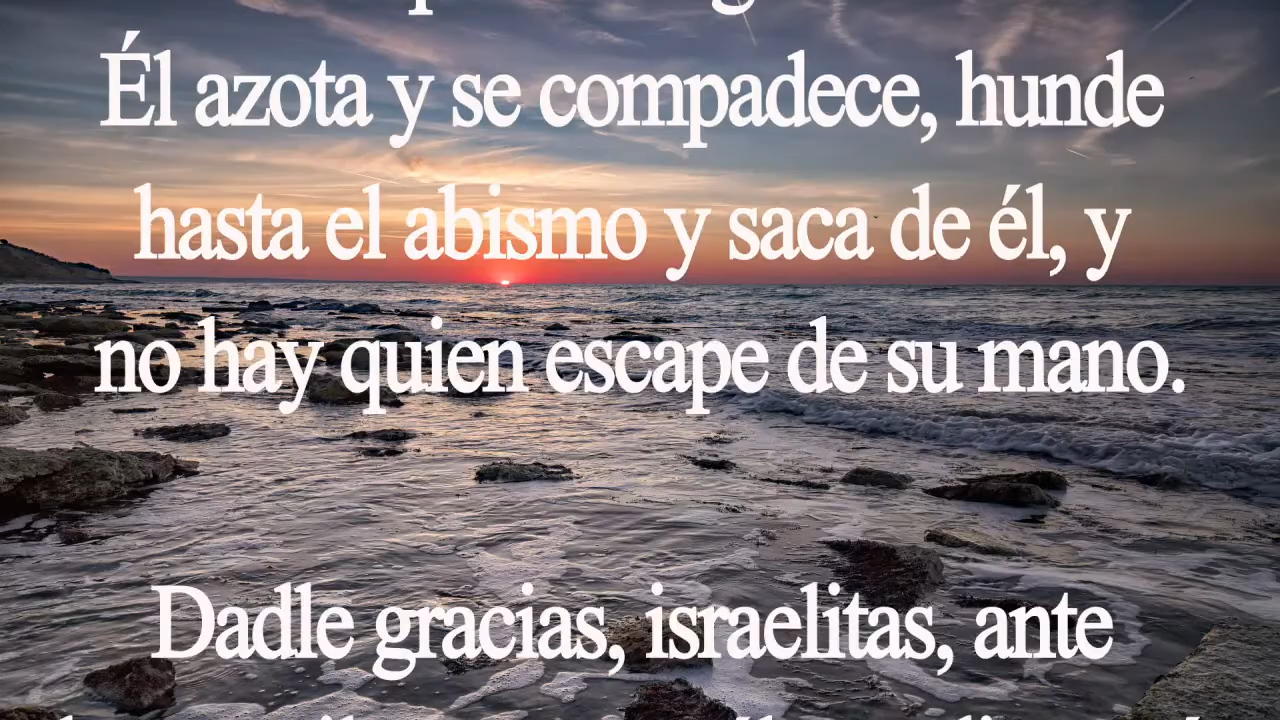 Él azota y se compadece, hunde
hasta el abismo y saca de él, y
no hay quien escape de su mano.
Dadle gracias, israelitas, ante